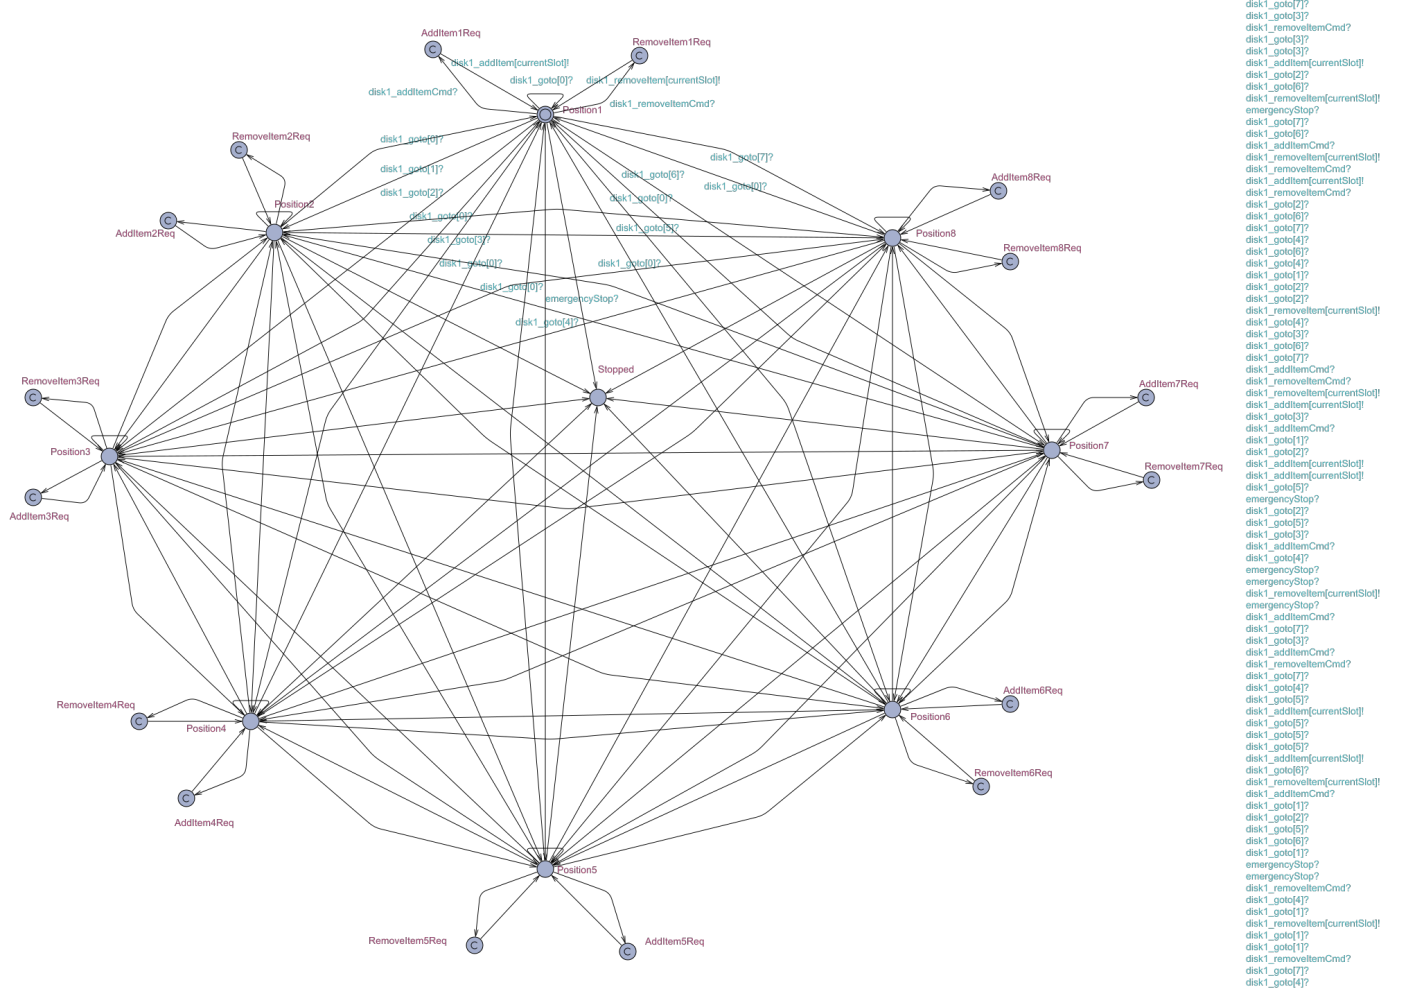 AddItem1Req
RemoveItem1Req
disk1_addItem[currentSlot]!
disk1_goto[0]?
disk1_removeItem[currentSlot]!
disk1_addItemCmd?
disk1_removeItemCmd?
Position1
RemoveItem2Req
disk1_goto[6]?
disk1_goto[7]?
disk1_goto[1]?
disk1_goto[6]?
disk1_goto[0]?
AddItem8Req
disk1_goto[2]?
disk1_goto[0]?
Position2
disk1_goto[0]?
disk1_goto[5]?
AddItem2Req
disk1_goto[3]?
Position8
RemoveItem8Req
disk1_goto[0]?
disk1_goto[0]?
disk1_goto[0]?
emergencyStop?
disk1_goto[4]?
Stopped
RemoveItem3Req
AddItem7Req
Position3
Position7
RemoveItem7Req
AddItem3Req
AddItem6Req
RemoveItem4Req
Position4
Position6
RemoveItem6Req
AddItem4Req
Position5
RemoveItem5Req
AddItem5Req
disk1_goto[7]?
disk1_goto[3]?
disk1_removeItemCmd?
disk1_goto[3]?
disk1_goto[3]?
disk1_addItem[currentSlot]!
disk1_goto[2]?
disk1_goto[6]?
disk1_removeItem[currentSlot]!
emergencyStop?
disk1_goto[7]?
disk1_goto[6]?
disk1_addItemCmd?
disk1_removeItem[currentSlot]!
disk1_removeItemCmd?
disk1_addItem[currentSlot]!
disk1_removeItemCmd?
disk1_goto[2]?
disk1_goto[6]?
disk1_goto[7]?
disk1_goto[4]?
disk1_goto[6]?
disk1_goto[4]?
disk1_goto[1]?
disk1_goto[2]?
disk1_goto[2]?
disk1_removeItem[currentSlot]!
disk1_goto[4]?
disk1_goto[3]?
disk1_goto[6]?
disk1_goto[7]?
disk1_addItemCmd?
disk1_removeItemCmd?
disk1_removeItem[currentSlot]!
disk1_addItem[currentSlot]!
disk1_goto[3]?
disk1_addItemCmd?
disk1_goto[1]?
disk1_goto[2]?
disk1_addItem[currentSlot]!
disk1_addItem[currentSlot]!
disk1_goto[5]?
emergencyStop?
disk1_goto[2]?
disk1_goto[5]?
disk1_goto[3]?
disk1_addItemCmd?
disk1_goto[4]?
emergencyStop?
emergencyStop?
disk1_removeItem[currentSlot]!
emergencyStop?
disk1_addItemCmd?
disk1_goto[7]?
disk1_goto[3]?
disk1_addItemCmd?
disk1_removeItemCmd?
disk1_goto[7]?
disk1_goto[4]?
disk1_goto[5]?
disk1_addItem[currentSlot]!
disk1_goto[5]?
disk1_goto[5]?
disk1_goto[5]?
disk1_addItem[currentSlot]!
disk1_goto[6]?
disk1_removeItem[currentSlot]!
disk1_addItemCmd?
disk1_goto[1]?
disk1_goto[2]?
disk1_goto[5]?
disk1_goto[6]?
disk1_goto[1]?
emergencyStop?
emergencyStop?
disk1_removeItemCmd?
disk1_goto[4]?
disk1_goto[1]?
disk1_removeItem[currentSlot]!
disk1_goto[1]?
disk1_goto[1]?
disk1_removeItemCmd?
disk1_goto[7]?
disk1_goto[4]?